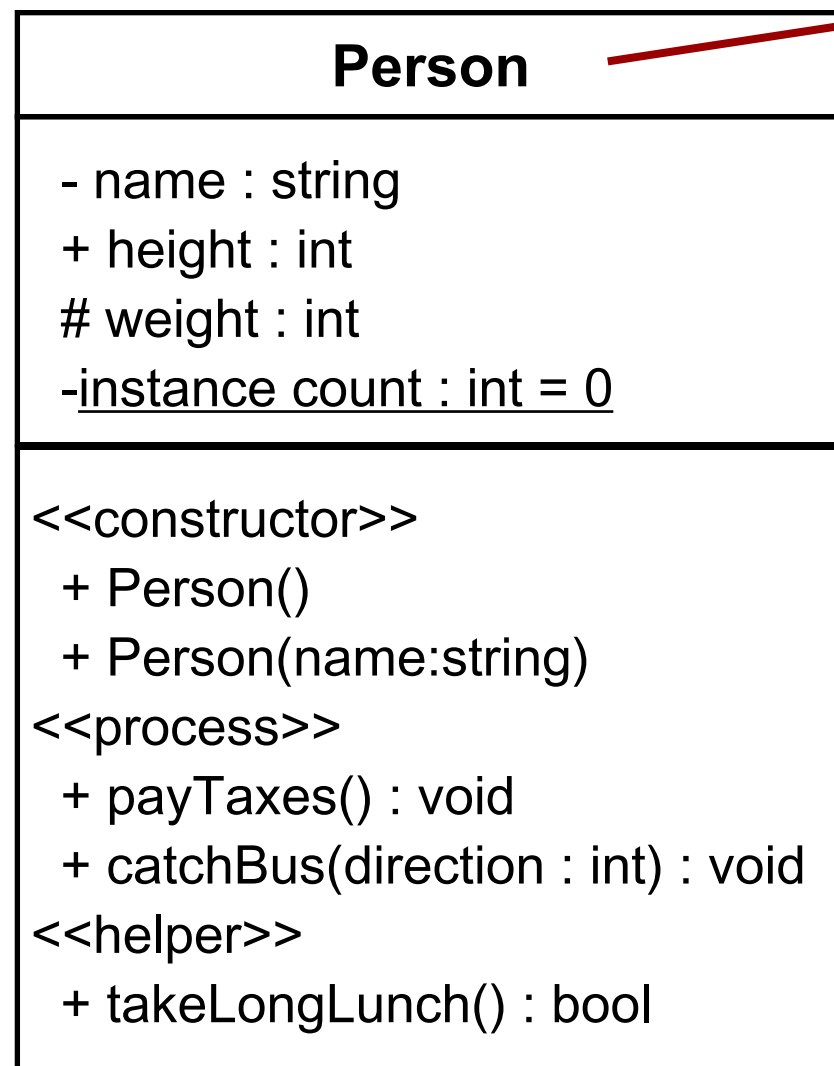 Person
- name : string
+ height : int
# weight : int
-instance count : int = 0
<<constructor>>
+ Person()
+ Person(name:string)
<<process>>
+ payTaxes() : void
+ catchBus(direction : int) : void
<<helper>>
+ takeLongLunch() : bool